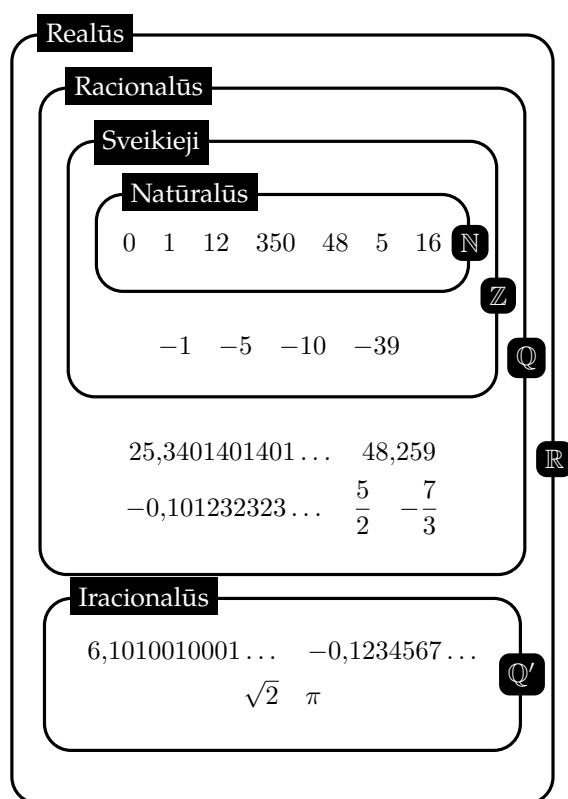 Realūs
Racionalūs
Sveikieji
Natūralūs
0 1 12 350 48 5 16 ℕ
ℤ
−1 −5 −10 −39
ℚ
25,3401401401… 48,259
ℝ
−0,101232323… 5/2 −7/3
Iracionalūs
6,1010010001… −0,1234567…
ℚ′
√2 π